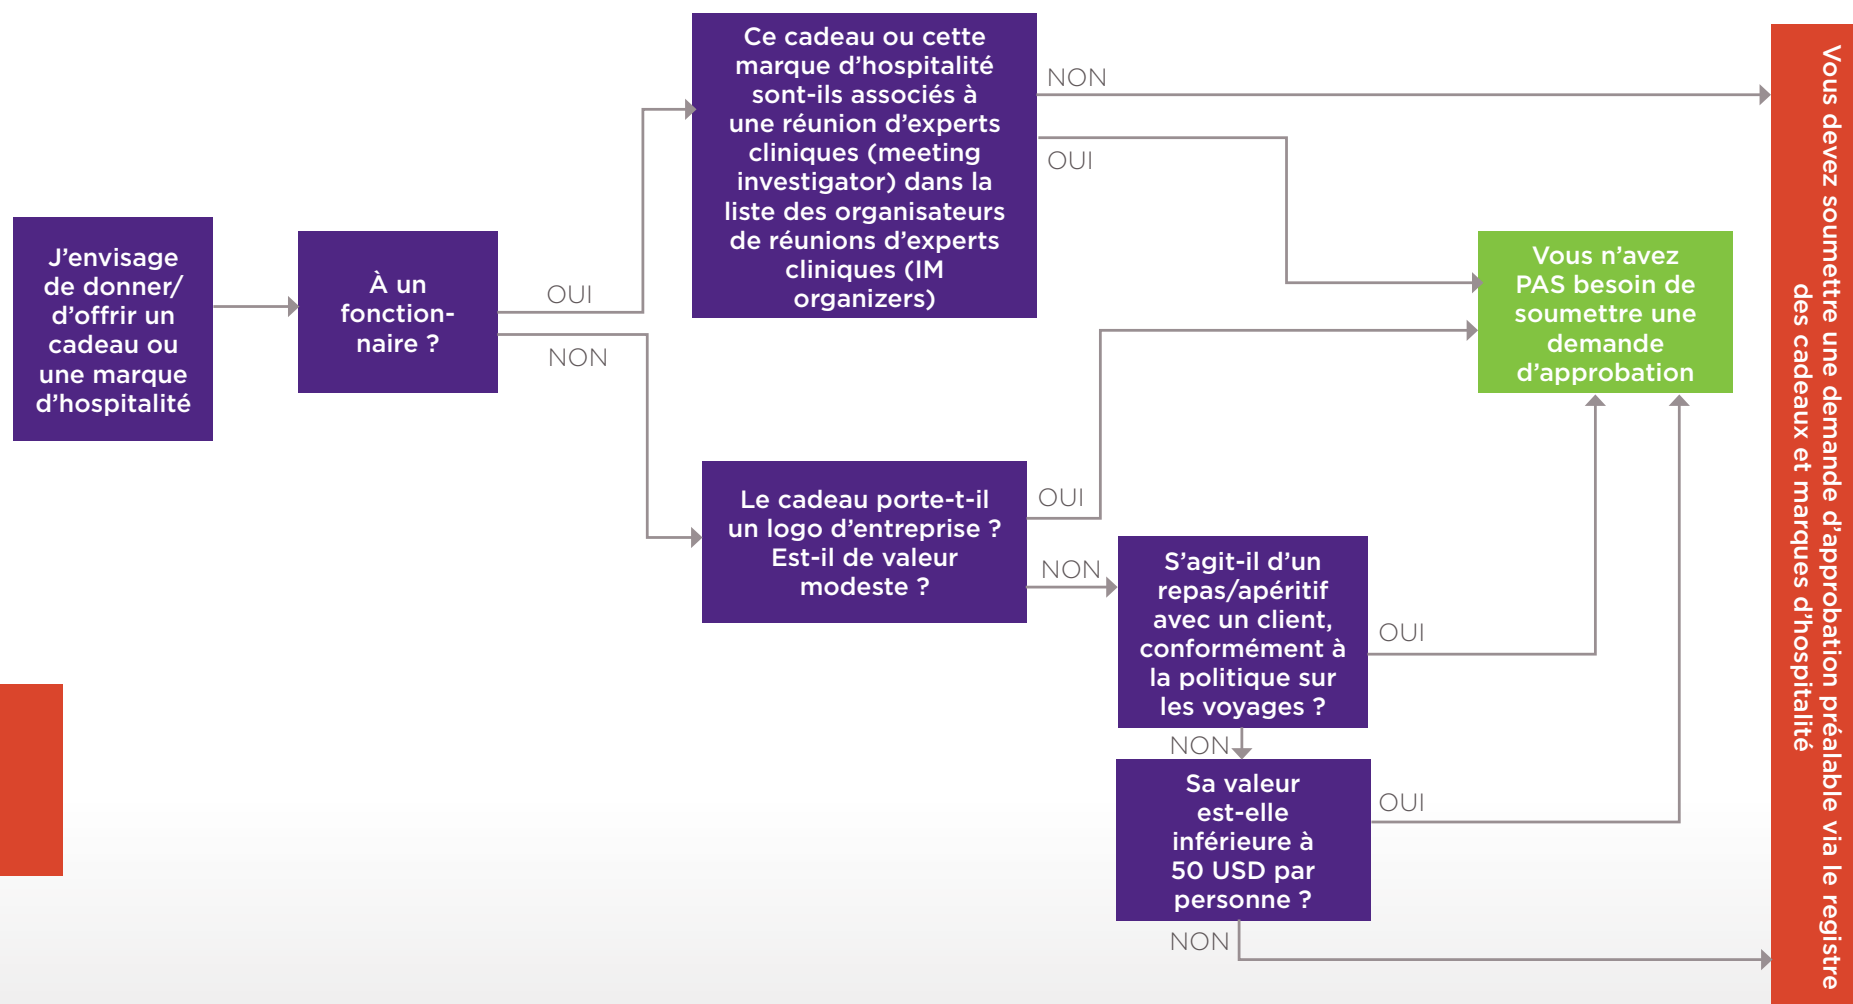 J’envisage
de donner/
d’offrir un
cadeau ou
une marque
d’hospitalité
À un
fonction-
naire ?
OUI
NON
Ce cadeau ou cette
marque d’hospitalité
sont-ils associés à
une réunion d’experts
cliniques (meeting
investigator) dans la
liste des organisateurs
de réunions d’experts
cliniques (IM
organizers)
NON
OUI
Le cadeau porte-t-il
un logo d’entreprise ?
Est-il de valeur
modeste ?
OUI
NON
S’agit-il d’un
repas/apéritif
avec un client,
conformément à
la politique sur
les voyages ?
OUI
NON
Sa valeur
est-elle
inférieure à
50 USD par
personne ?
OUI
NON
Vous n’avez
PAS besoin de
soumettre une
demande
d’approbation
Vous devez soumettre une demande d’approbation préalable via le registre
des cadeaux et marques d’hospitalité